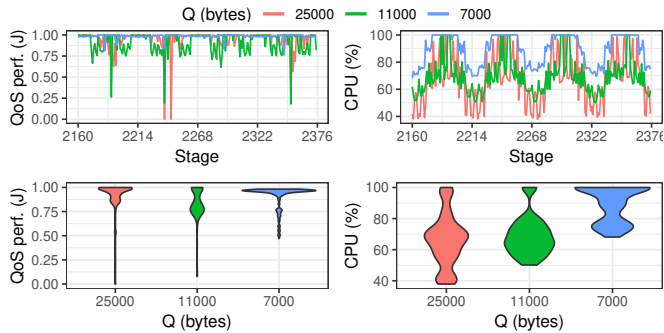 Q (bytes) 25000 11000 7000
QoS perf. (J)
1.00
0.75
0.50
0.25
0.00
2160 2214 2268 2322 2376
Stage
CPU (%)
100
80
60
40
2160 2214 2268 2322 2376
Stage
QoS perf. (J)
1.00
0.75
0.50
0.25
0.00
25000 11000 7000
Q (bytes)
CPU (%)
100
80
60
40
25000 11000 7000
Q (bytes)